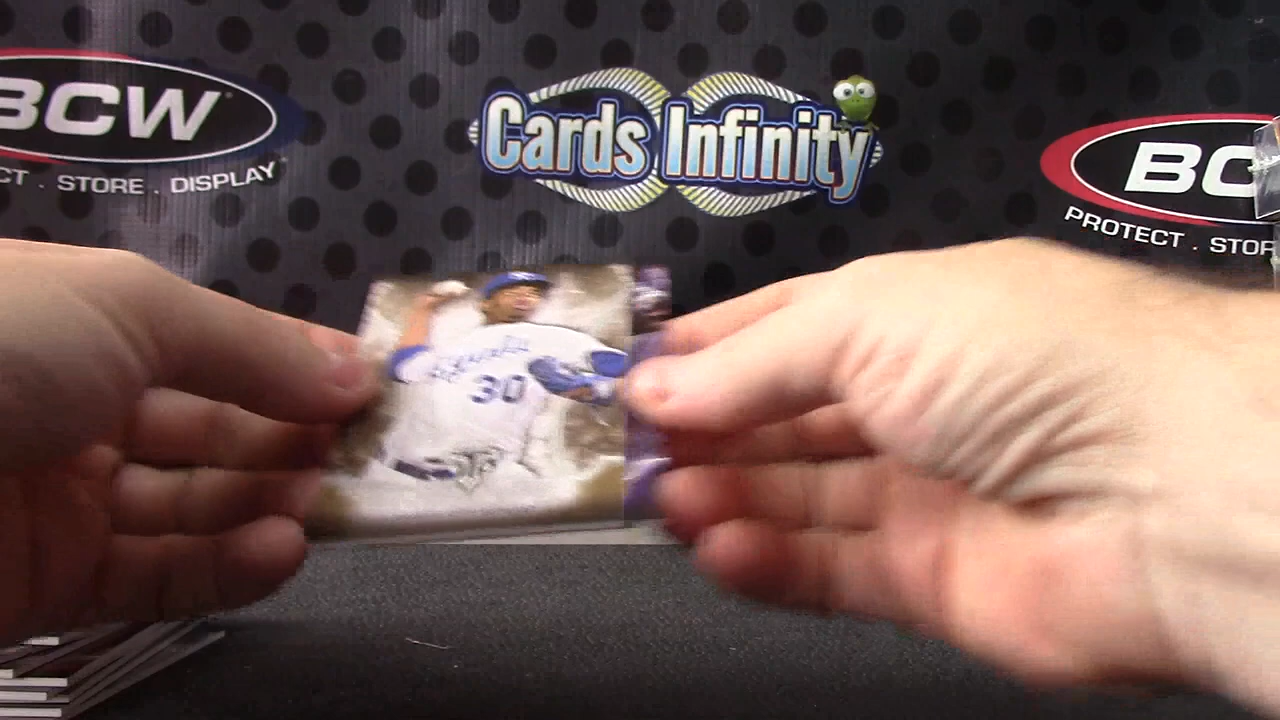 BCW
CT . STORE . DISPLAY
Cards Infinity
BC
PROTECT . STOR
30